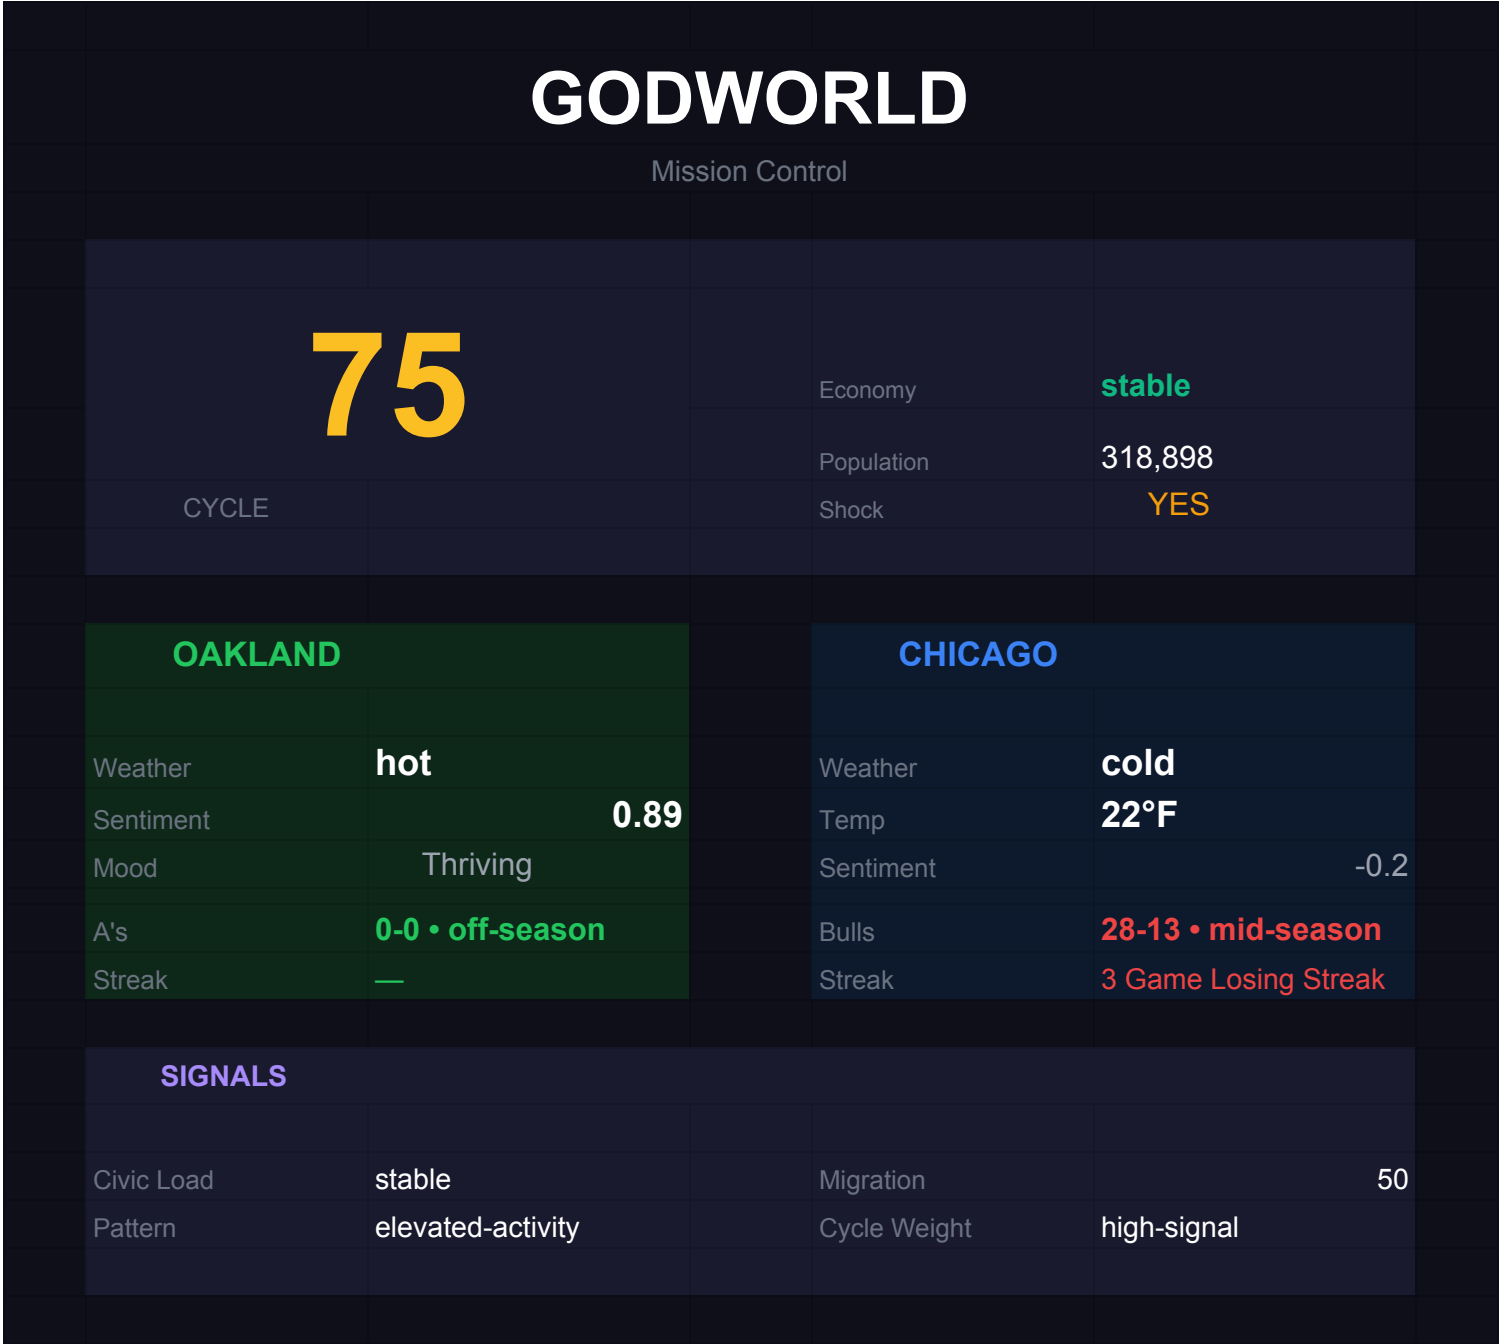 GODWORLD
Mission Control
75
CYCLE
Economy stable
Population 318,898
Shock YES
OAKLAND
Weather hot
Sentiment 0.89
Mood Thriving
A's 0-0 • off-season
Streak —
CHICAGO
Weather cold
Temp 22°F
Sentiment -0.2
Bulls 28-13 • mid-season
Streak 3 Game Losing Streak
SIGNALS
Civic Load stable Migration 50
Pattern elevated-activity Cycle Weight high-signal